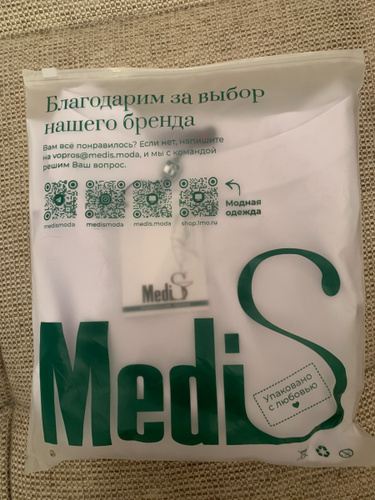 Благодарим за выбор
нашего бренда
Вам всё понравилось? Если нет, напишите
на vopros@medis.moda, и мы с командой
решим Ваш вопрос.
medismoda medismoda medis.moda shop.1mo.ru
Модная
одежда
MediS
MediS
Упаковано
с любовью